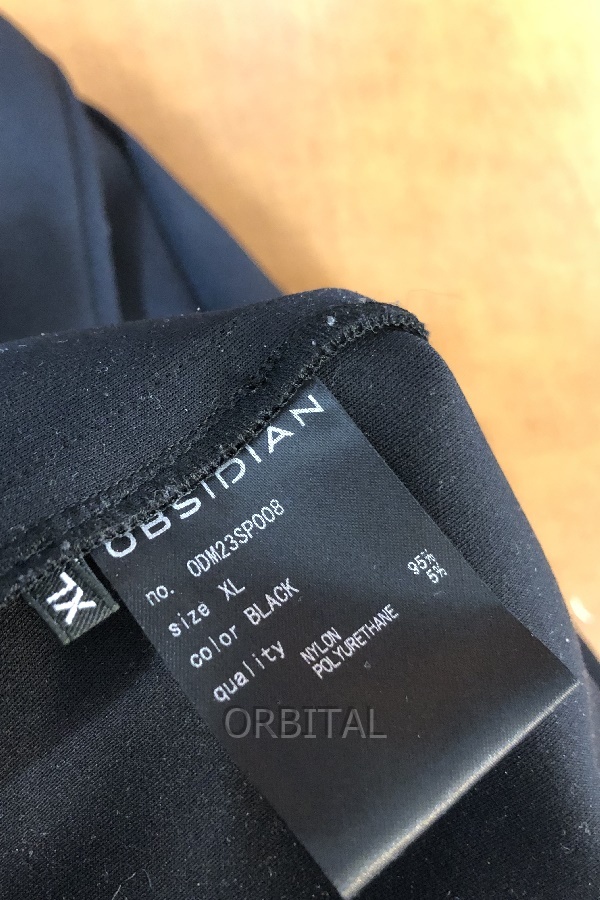 OBSIDIAN
no. ODM23SP008
size XL
color BLACK
quality NYLON 95%
POLYURETHANE 5%
XL
ORBITAL